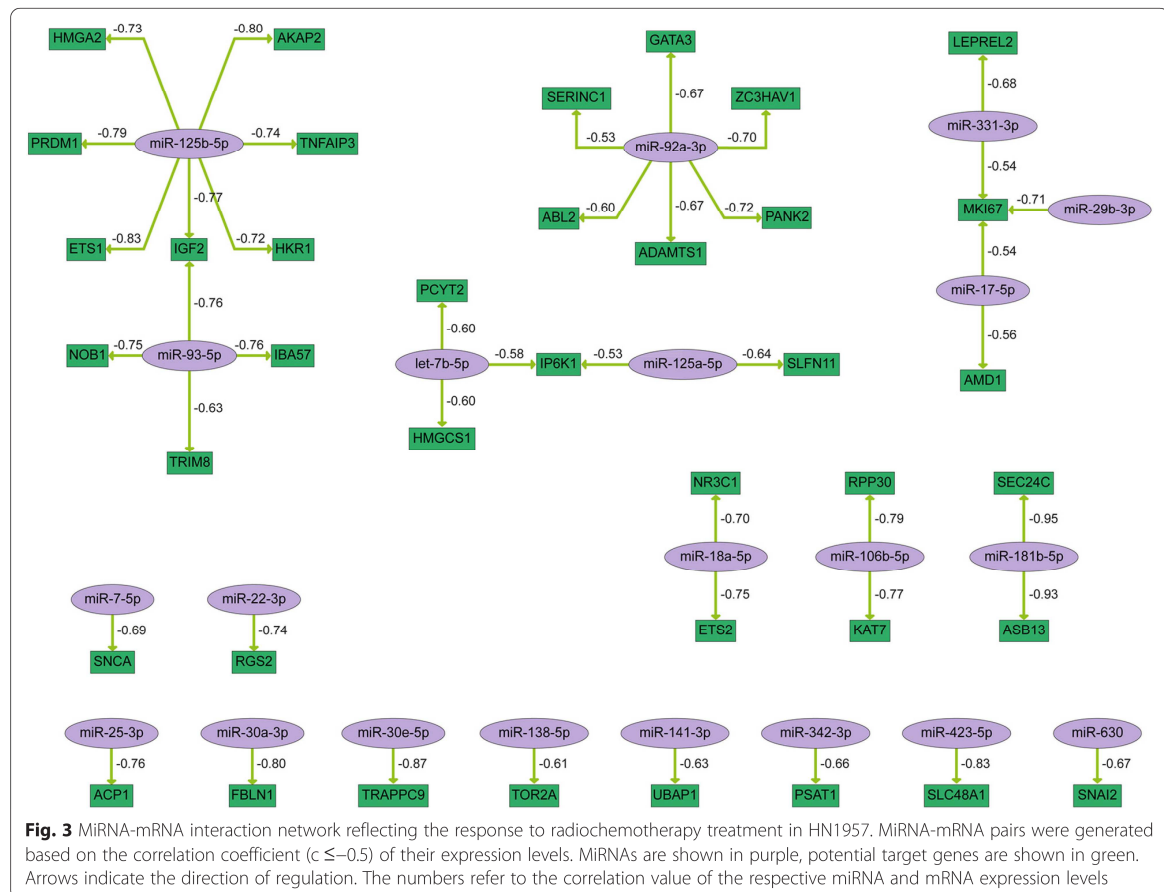 HMGA2 -0.73 -0.80 AKAP2
PRDM1 -0.79 miR-125b-5p -0.74 TNFAIP3
-0.77
ETS1 -0.83 IGF2 -0.72 HKR1
-0.76
NOB1 -0.75 miR-93-5p -0.76 IBA57
-0.63
TRIM8
GATA3
SERINC1 -0.67 ZC3HAV1
-0.53 miR-92a-3p -0.70
ABL2 -0.60 -0.67 -0.72 PANK2
ADAMTS1
LEPREL2
-0.68
miR-331-3p
-0.54
MKI67 -0.71 miR-29b-3p
-0.54
miR-17-5p
-0.56
AMD1
PCYT2
-0.60
let-7b-5p -0.58 IP6K1 -0.53 miR-125a-5p -0.64 SLFN11
-0.60
HMGCS1
NR3C1 RPP30 SEC24C
-0.70 -0.79 -0.95
miR-18a-5p miR-106b-5p miR-181b-5p
-0.75 -0.77 -0.93
ETS2 KAT7 ASB13
miR-7-5p miR-22-3p
-0.69 -0.74
SNCA RGS2
miR-25-3p miR-30a-3p miR-30e-5p miR-138-5p miR-141-3p miR-342-3p miR-423-5p miR-630
-0.76 -0.80 -0.87 -0.61 -0.63 -0.66 -0.83 -0.67
ACP1 FBLN1 TRAPPC9 TOR2A UBAP1 PSAT1 SLC48A1 SNAI2
Fig. 3 MiRNA-mRNA interaction network reflecting the response to radiochemotherapy treatment in HN1957. MiRNA-mRNA pairs were generated
based on the correlation coefficient (c ≤−0.5) of their expression levels. MiRNAs are shown in purple, potential target genes are shown in green.
Arrows indicate the direction of regulation. The numbers refer to the correlation value of the respective miRNA and mRNA expression levels